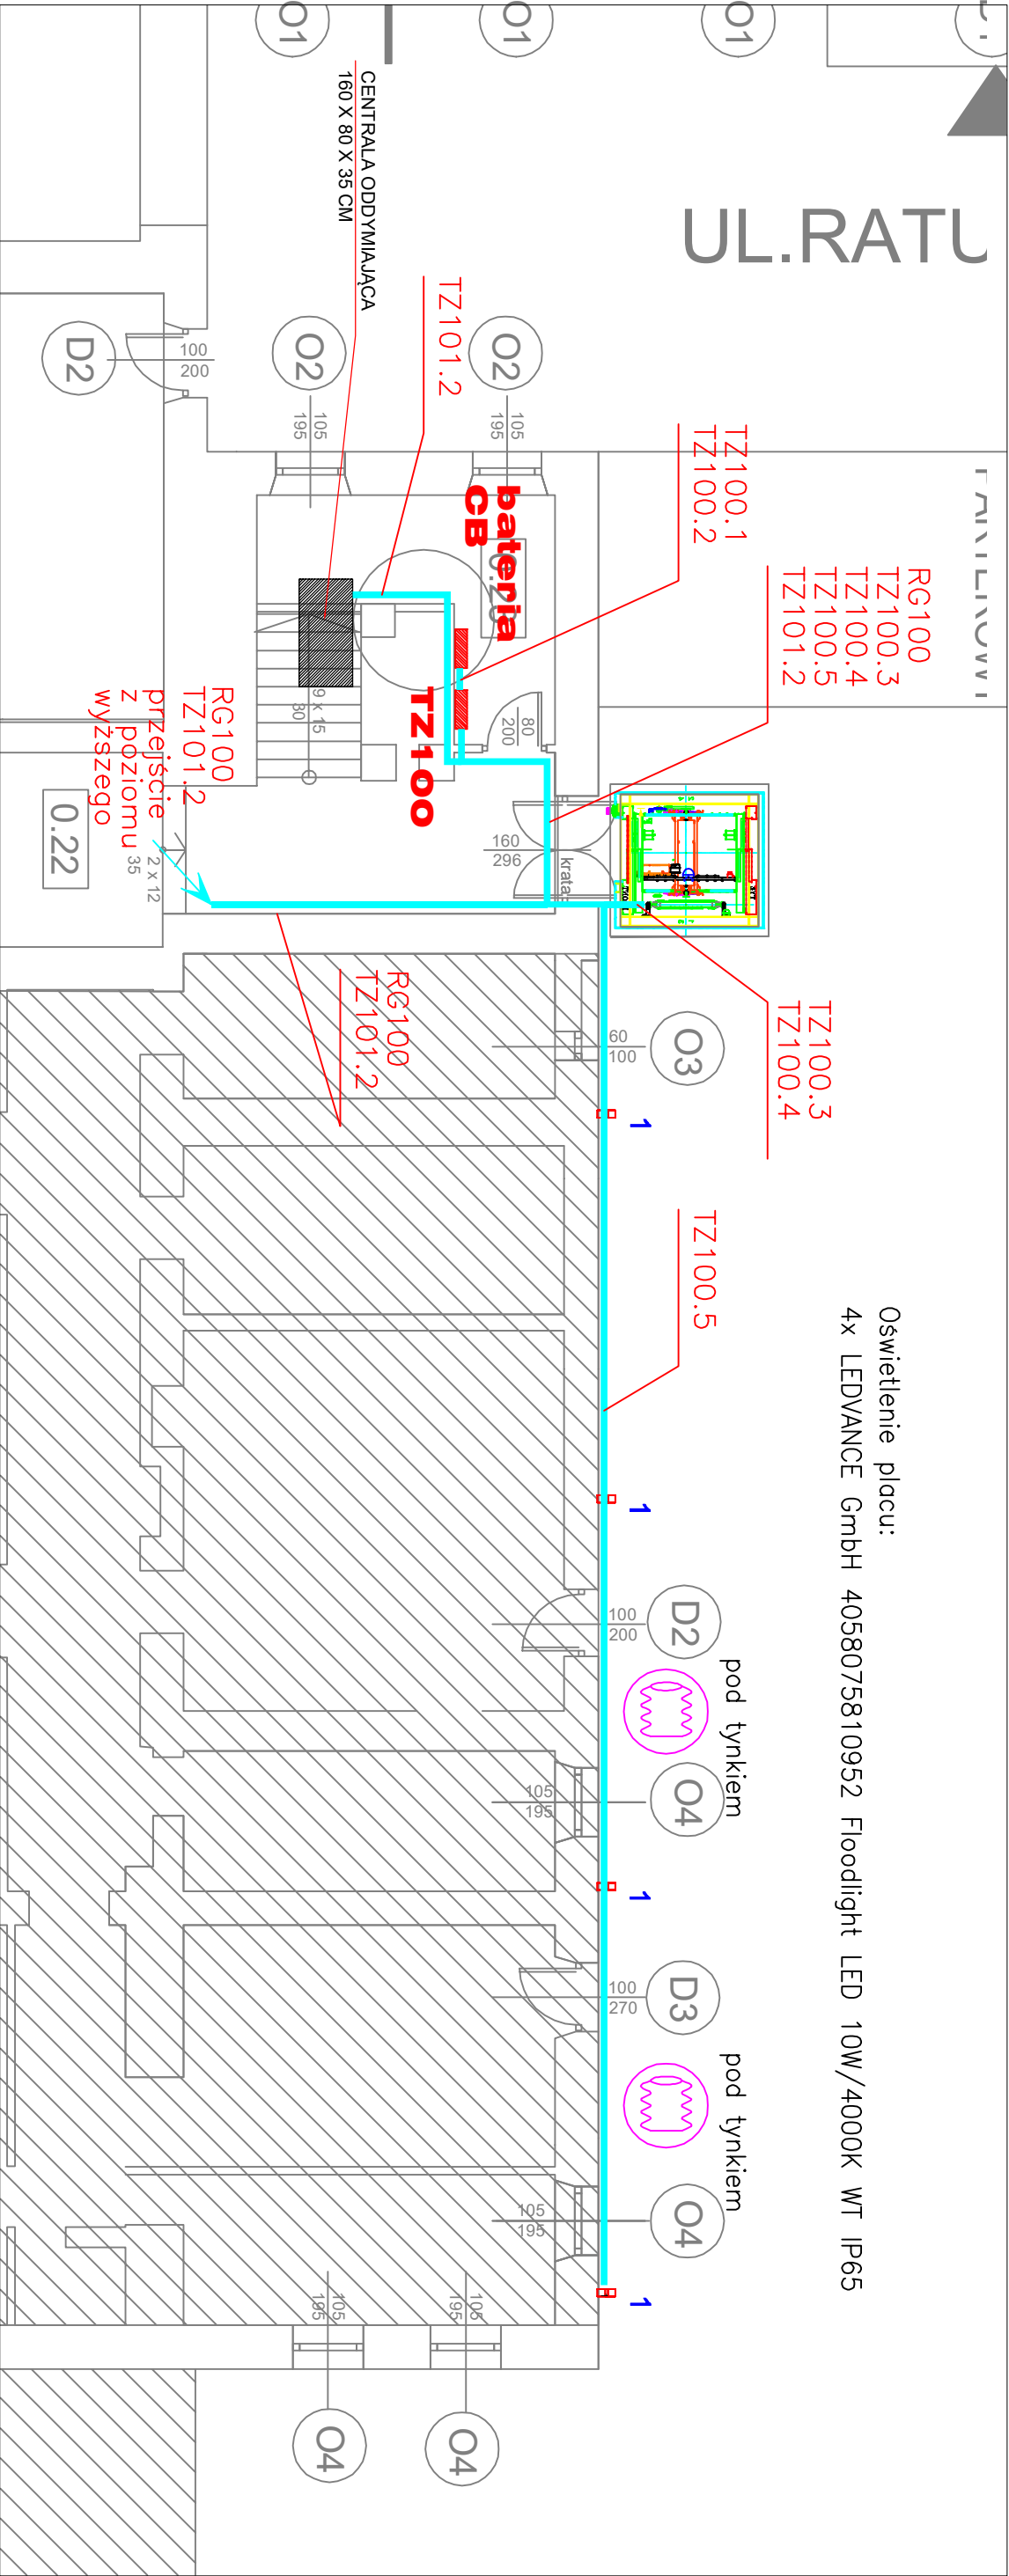 O1
O1
O1
UL.RATU
CENTRALA ODDYMIAJĄCA
160 X 80 X 35 CM
TZ101.2
O2
O2
D2
100
200
105
195
105
195
TZ100.1
TZ100.2
RG100
TZ100.3
TZ100.4
TZ100.5
TZ101.2
bateria
CB
TZ100
80
200
9 x 15
30
RG100
TZ101.2
przejście
z poziomu
wyższego
0.22
2 x 12
35
160
296
krata
TZ100.3
TZ100.4
RG100
TZ101.2
O3
60
100
1
TZ100.5
Oświetlenie placu:
4x LEDVANCE GmbH 4058075810952 Floodlight LED 10W/4000K WT IP65
1
D2
100
200
pod tynkiem
O4
105
195
1
D3
100
270
pod tynkiem
O4
105
195
1
105
195
105
195
O4
O4